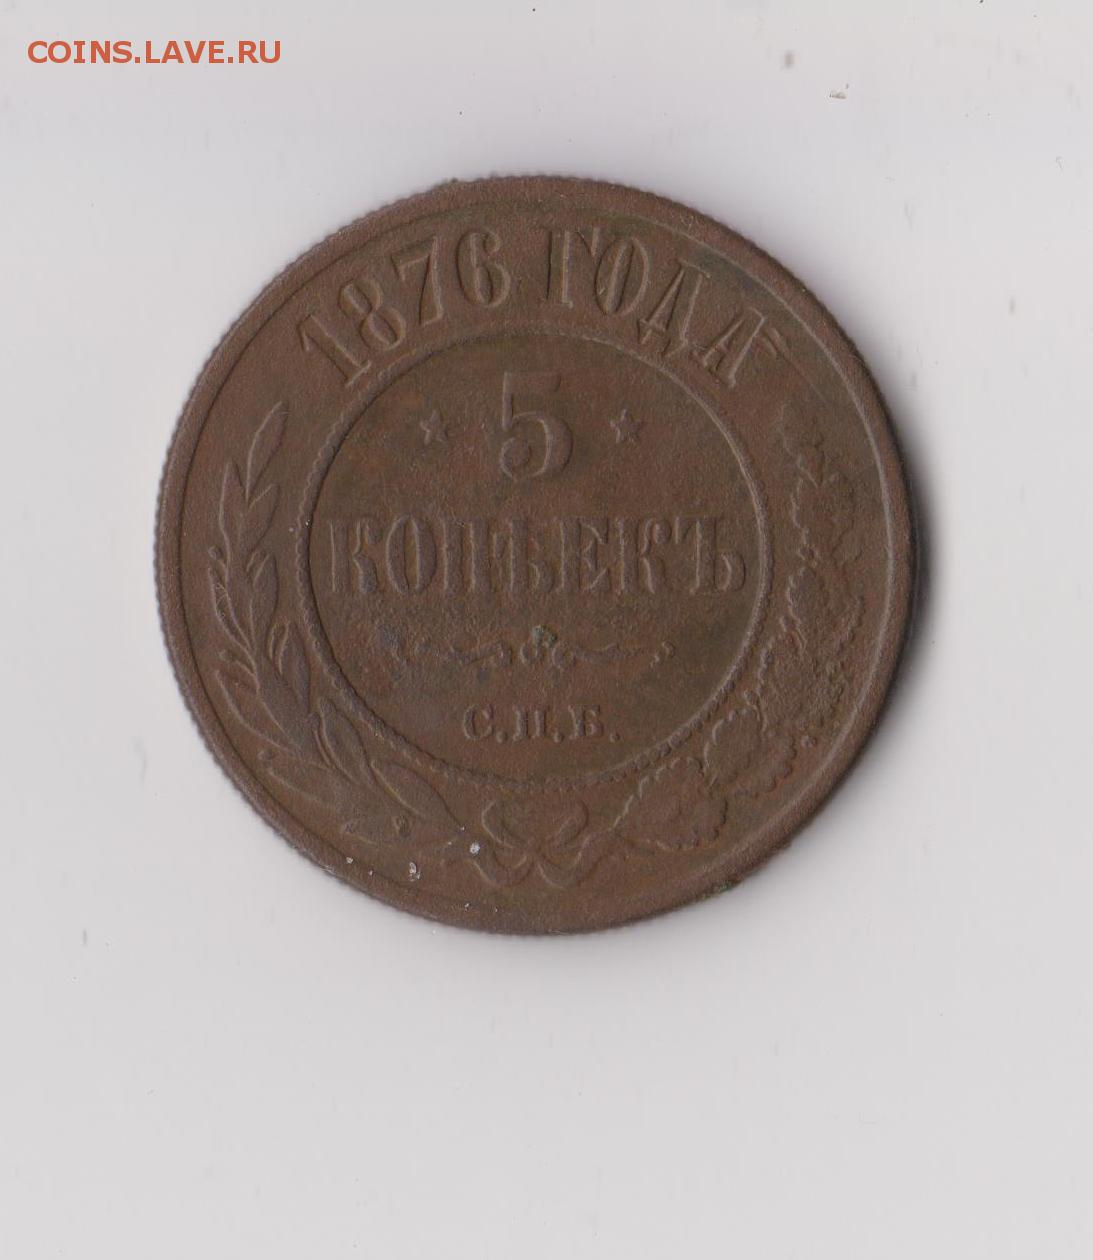 COINS.LAVE.RU
1876 ГОДА
5
КОПѢЕКЪ
С.П.Б.